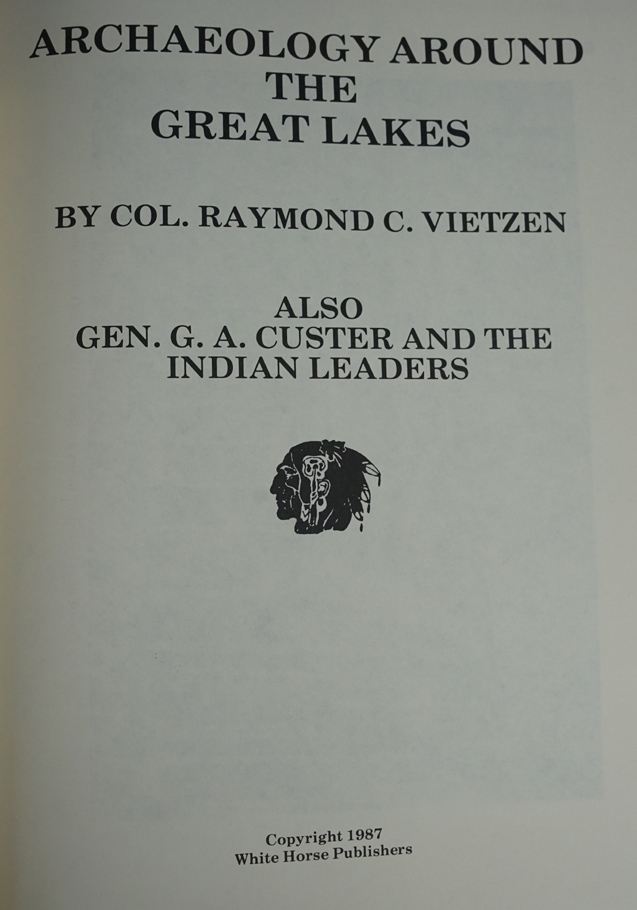 ARCHAEOLOGY AROUND
THE
GREAT LAKES
BY COL. RAYMOND C. VIETZEN
ALSO
GEN. G. A. CUSTER AND THE
INDIAN LEADERS
Copyright 1987
White Horse Publishers